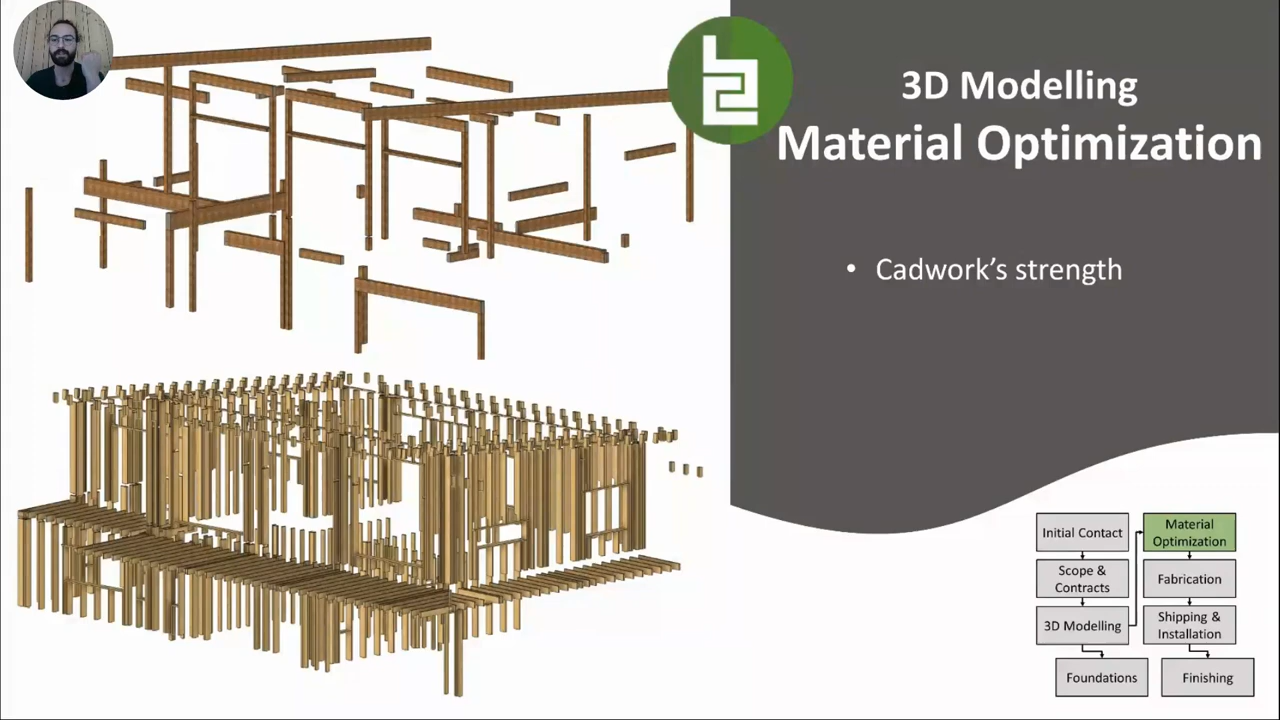 3D Modelling
Material Optimization
• Cadwork’s strength
Initial Contact
Scope &
Contracts
3D Modelling
Foundations
Material
Optimization
Fabrication
Shipping &
Installation
Finishing